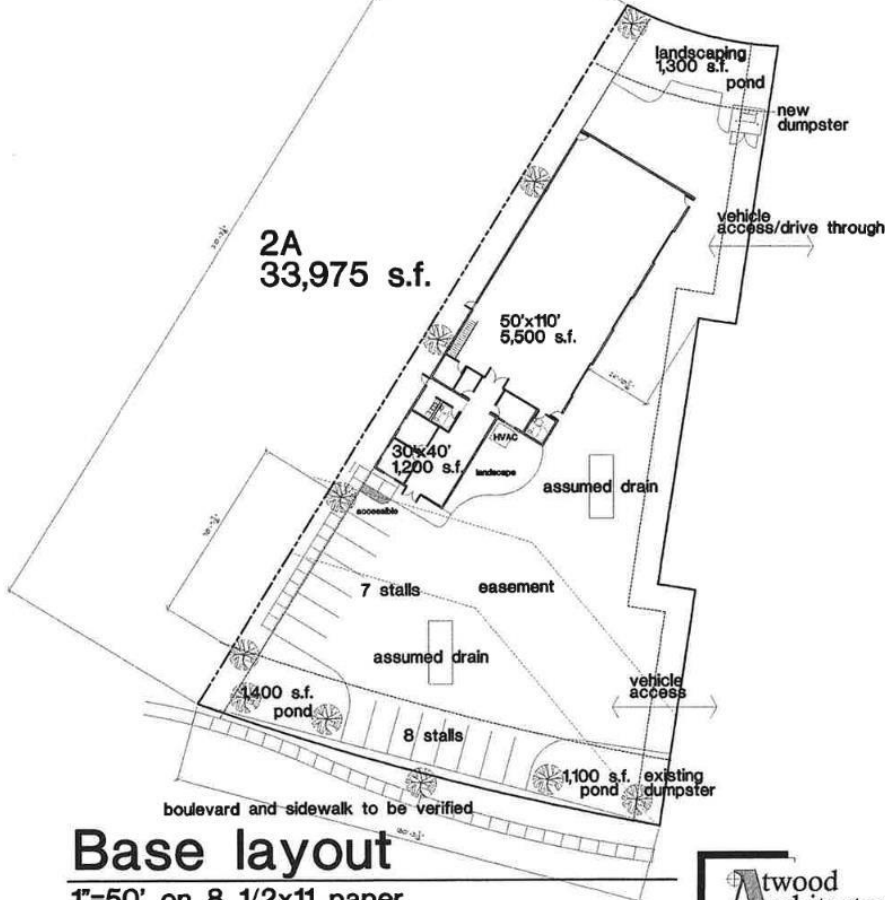 landscaping
1,300 s.f.
pond
new
dumpster
vehicle
access/drive through
2A
33,975 s.f.
50'x110'
5,500 s.f.
30'x40'
1,200 s.f.
HVAC
landscape
accessible
assumed drain
7 stalls
easement
assumed drain
vehicle
access
1,400 s.f.
pond
8 stalls
1,100 s.f.
pond
existing
dumpster
boulevard and sidewalk to be verified
Base layout
1"=50' on 8 1/2x11 paper
Atwood